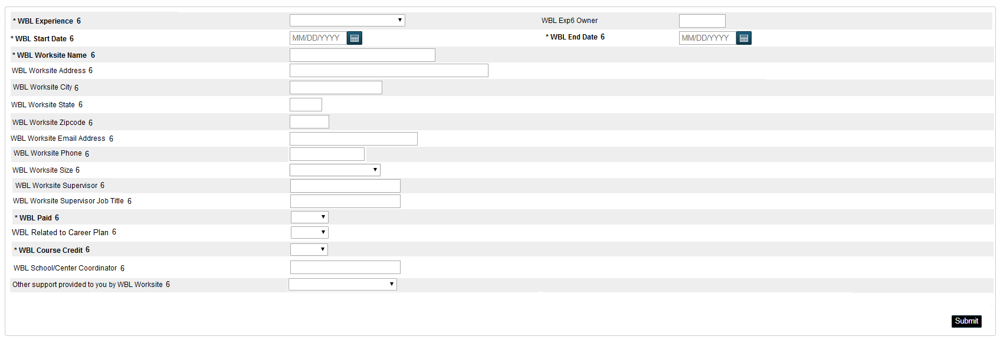 * WBL Experience 6 WBL Exp6 Owner
* WBL Start Date 6 MM/DD/YYYY * WBL End Date 6 MM/DD/YYYY
* WBL Worksite Name 6
WBL Worksite Address 6
WBL Worksite City 6
WBL Worksite State 6
WBL Worksite Zipcode 6
WBL Worksite Email Address 6
WBL Worksite Phone 6
WBL Worksite Size 6
WBL Worksite Supervisor 6
WBL Worksite Supervisor Job Title 6
* WBL Paid 6
WBL Related to Career Plan 6
* WBL Course Credit 6
WBL School/Center Coordinator 6
Other support provided to you by WBL Worksite 6
Submit